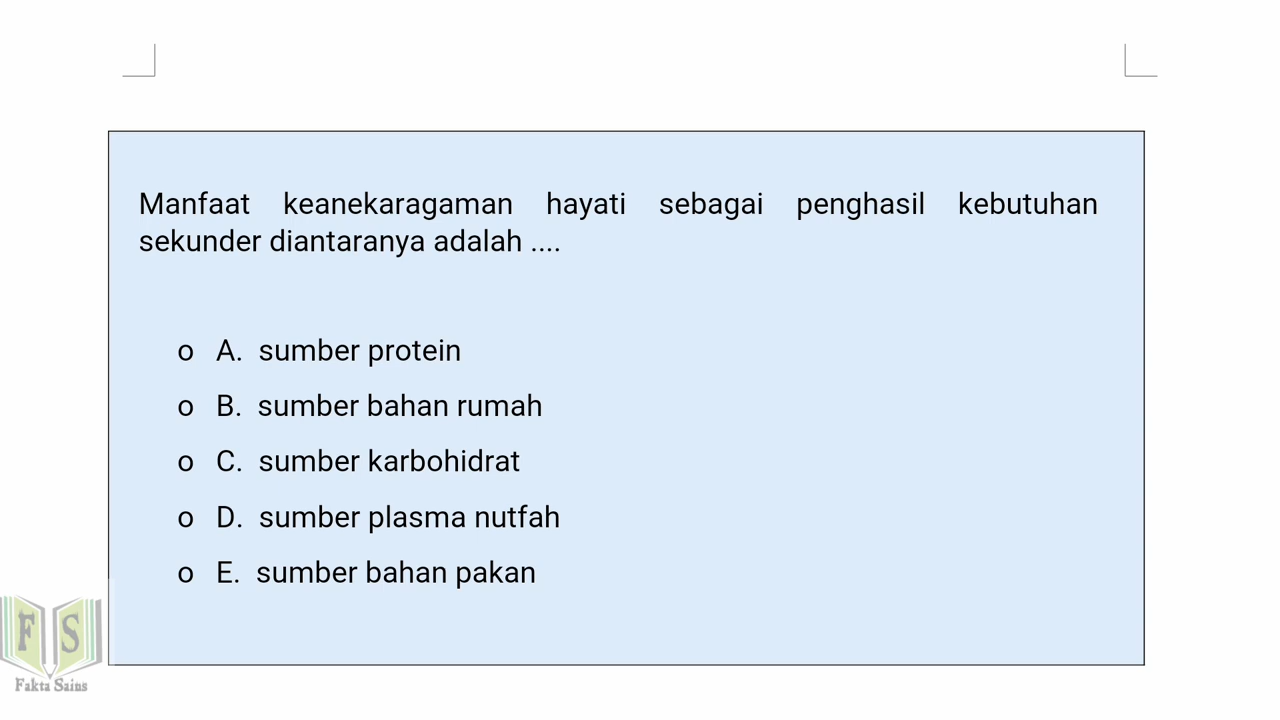 Manfaat keanekaragaman hayati sebagai penghasil kebutuhan
sekunder diantaranya adalah ....
o A. sumber protein
o B. sumber bahan rumah
o C. sumber karbohidrat
o D. sumber plasma nutfah
o E. sumber bahan pakan
FS
Fakta Sains